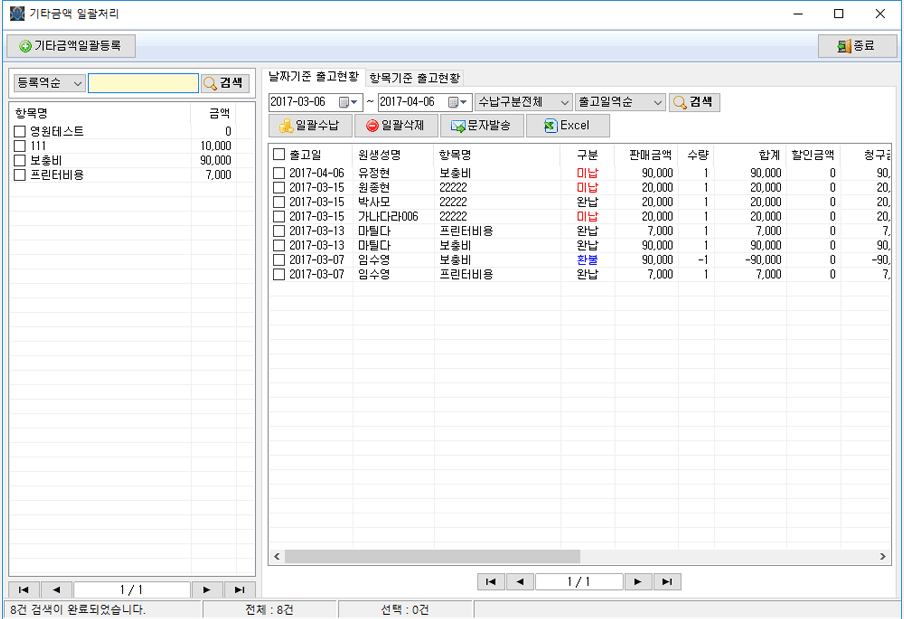 기타금액 일괄처리
기타금액일괄등록 종료
등록역순 검색
항목명 금액
영원테스트 0
111 10,000
보충비 90,000
프린터비용 7,000
1 / 1
날짜기준 출고현황 항목기준 출고현황
2017-03-06 ~ 2017-04-06 수납구분전체 출고일역순 검색
일괄수납 일괄삭제 문자발송 Excel
출고일 원생성명 항목명 구분 판매금액 수량 합계 할인금액 청구금
2017-04-06 유정현 보충비 미납 90,000 1 90,000 0 90,
2017-03-15 원종현 22222 미납 20,000 1 20,000 0 20,
2017-03-15 박사모 22222 완납 20,000 1 20,000 0 20,
2017-03-15 가나다라006 22222 미납 20,000 1 20,000 0 20,
2017-03-13 마틸다 프린터비용 완납 7,000 1 7,000 0 7,
2017-03-13 마틸다 보충비 완납 90,000 1 90,000 0 90,
2017-03-07 임수영 보충비 환불 90,000 -1 -90,000 0 -90,
2017-03-07 임수영 프린터비용 완납 7,000 1 7,000 0 7,
1 / 1
8건 검색이 완료되었습니다. 전체 : 8건 선택 : 0건